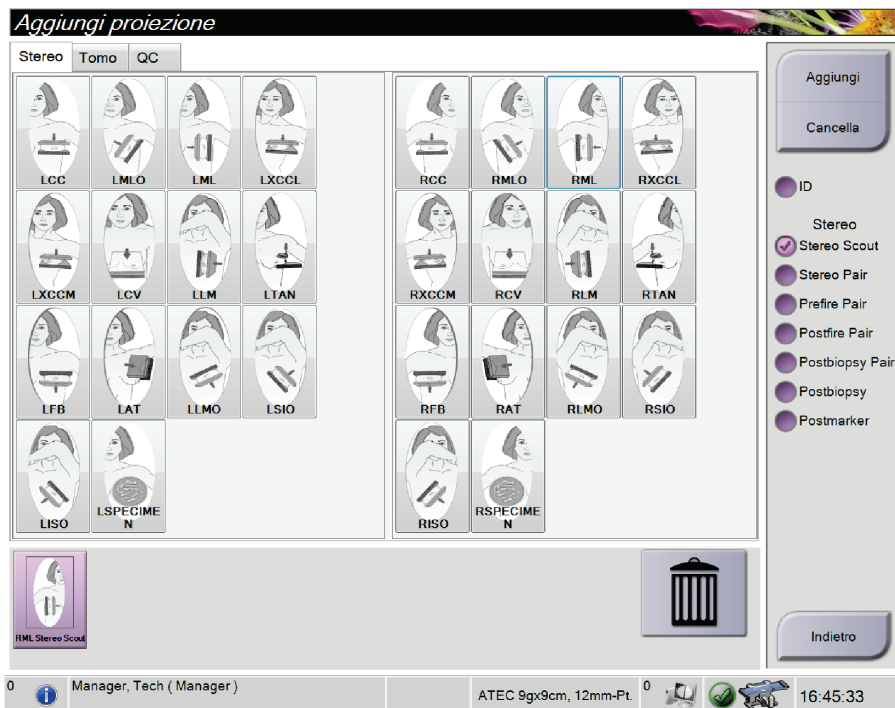 Aggiungi proiezione
Stereo Tomo QC
LCC LMLO LML LXCCL
LXCCM LCV LLM LTAN
LFB LAT LLMO LSIO
LISO LSPECIME
N
RCC RMLO RML RXCCL
RXCCM RCV RLM RTAN
RFB RAT RLMO RSIO
RISO RSPECIME
N
Aggiungi
Cancella
ID
Stereo
Stereo Scout
Stereo Pair
Prefire Pair
Postfire Pair
Postbiopsy Pair
Postbiopsy
Postmarker
RML Stereo Scout
Indietro
0 Manager, Tech ( Manager ) ATEC 9gx9cm, 12mm-Pt. 0 16:45:33